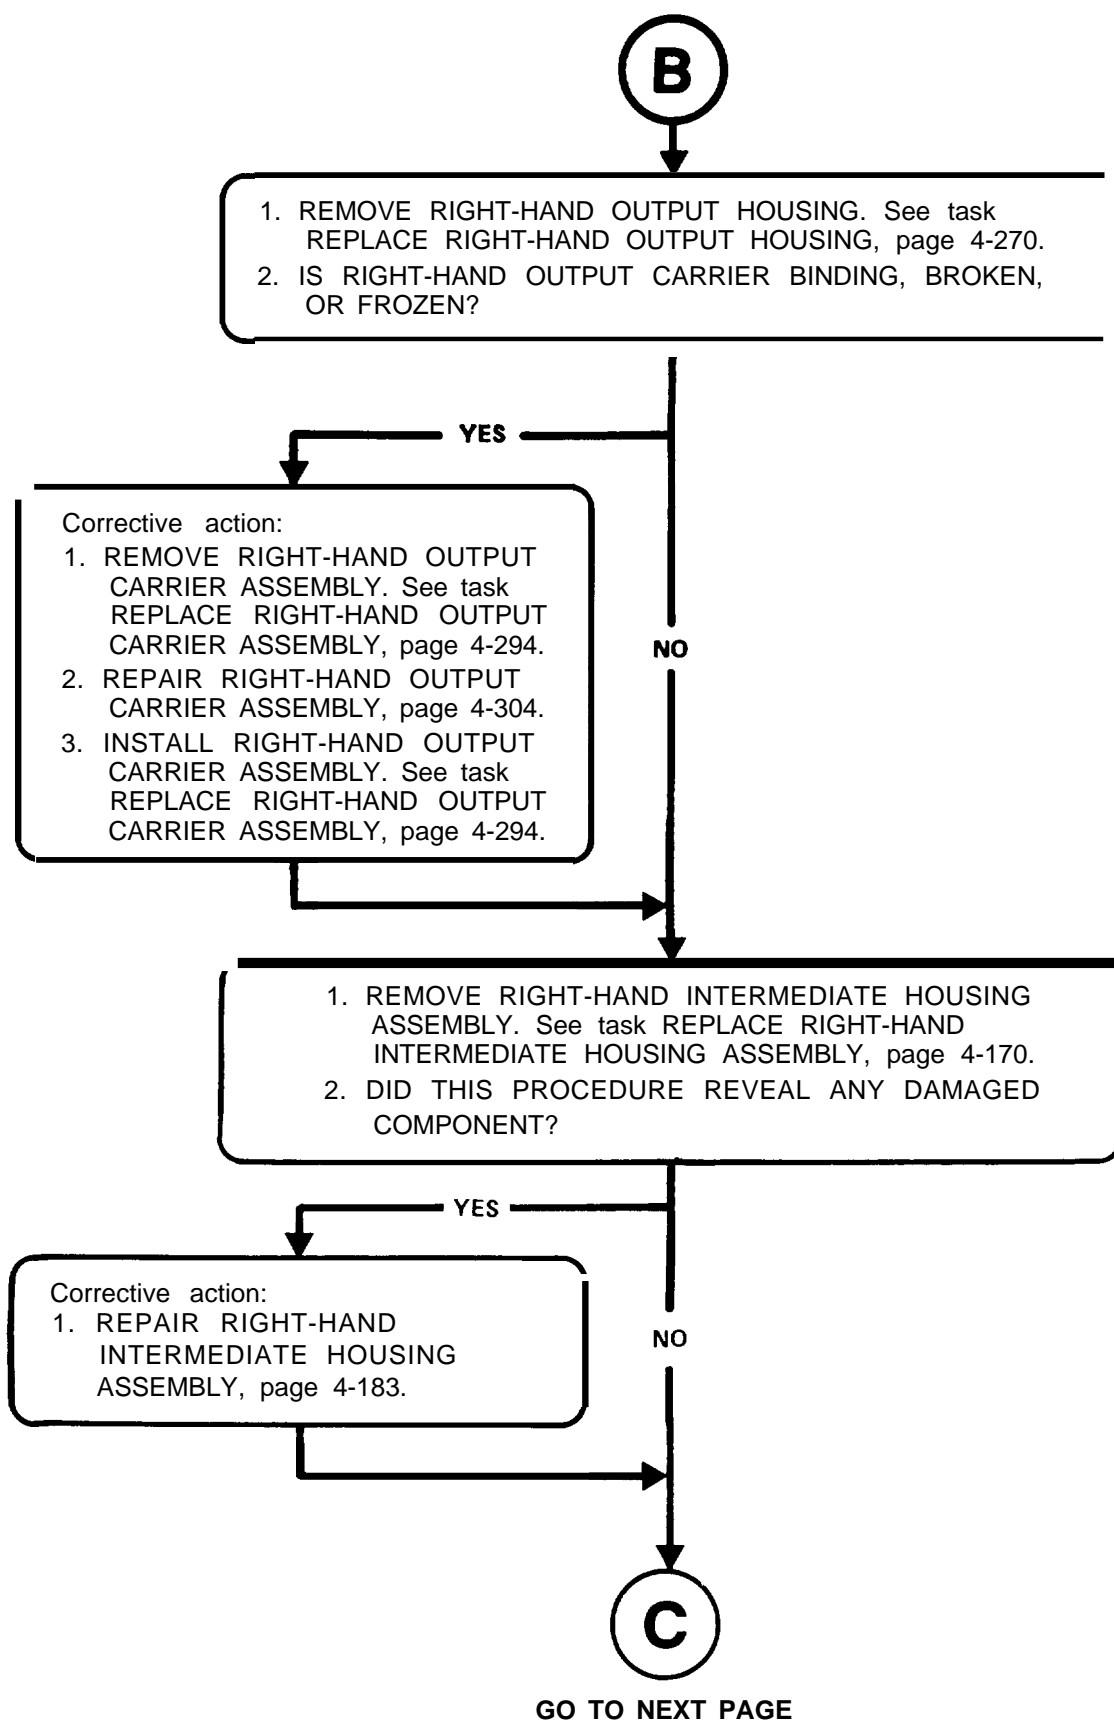 B
1. REMOVE RIGHT-HAND OUTPUT HOUSING. See task
REPLACE RIGHT-HAND OUTPUT HOUSING, page 4-270.
2. IS RIGHT-HAND OUTPUT CARRIER BINDING, BROKEN,
OR FROZEN?
YES
Corrective action:
1. REMOVE RIGHT-HAND OUTPUT
CARRIER ASSEMBLY. See task
REPLACE RIGHT-HAND OUTPUT
CARRIER ASSEMBLY, page 4-294.
2. REPAIR RIGHT-HAND OUTPUT
CARRIER ASSEMBLY, page 4-304.
3. INSTALL RIGHT-HAND OUTPUT
CARRIER ASSEMBLY. See task
REPLACE RIGHT-HAND OUTPUT
CARRIER ASSEMBLY, page 4-294.
NO
1. REMOVE RIGHT-HAND INTERMEDIATE HOUSING
ASSEMBLY. See task REPLACE RIGHT-HAND
INTERMEDIATE HOUSING ASSEMBLY, page 4-170.
2. DID THIS PROCEDURE REVEAL ANY DAMAGED
COMPONENT?
YES
Corrective action:
1. REPAIR RIGHT-HAND
INTERMEDIATE HOUSING
ASSEMBLY, page 4-183.
NO
C
GO TO NEXT PAGE